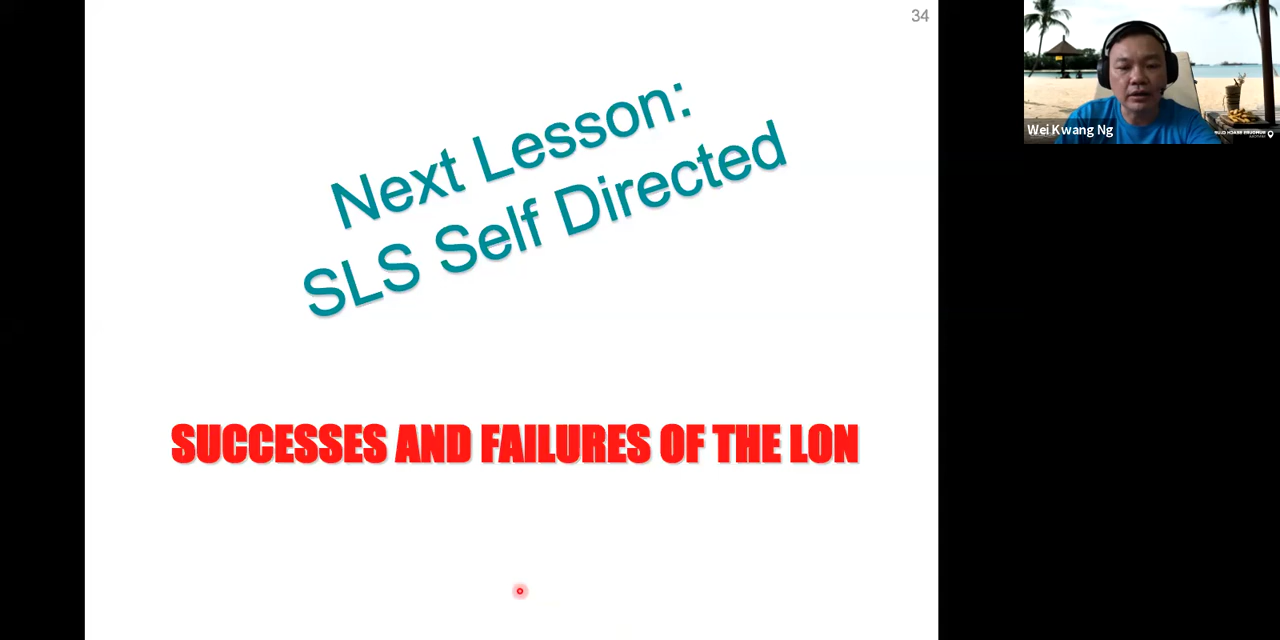 34
Next Lesson:
SLS Self Directed
SUCCESSES AND FAILURES OF THE LON
Wei Kwang Ng